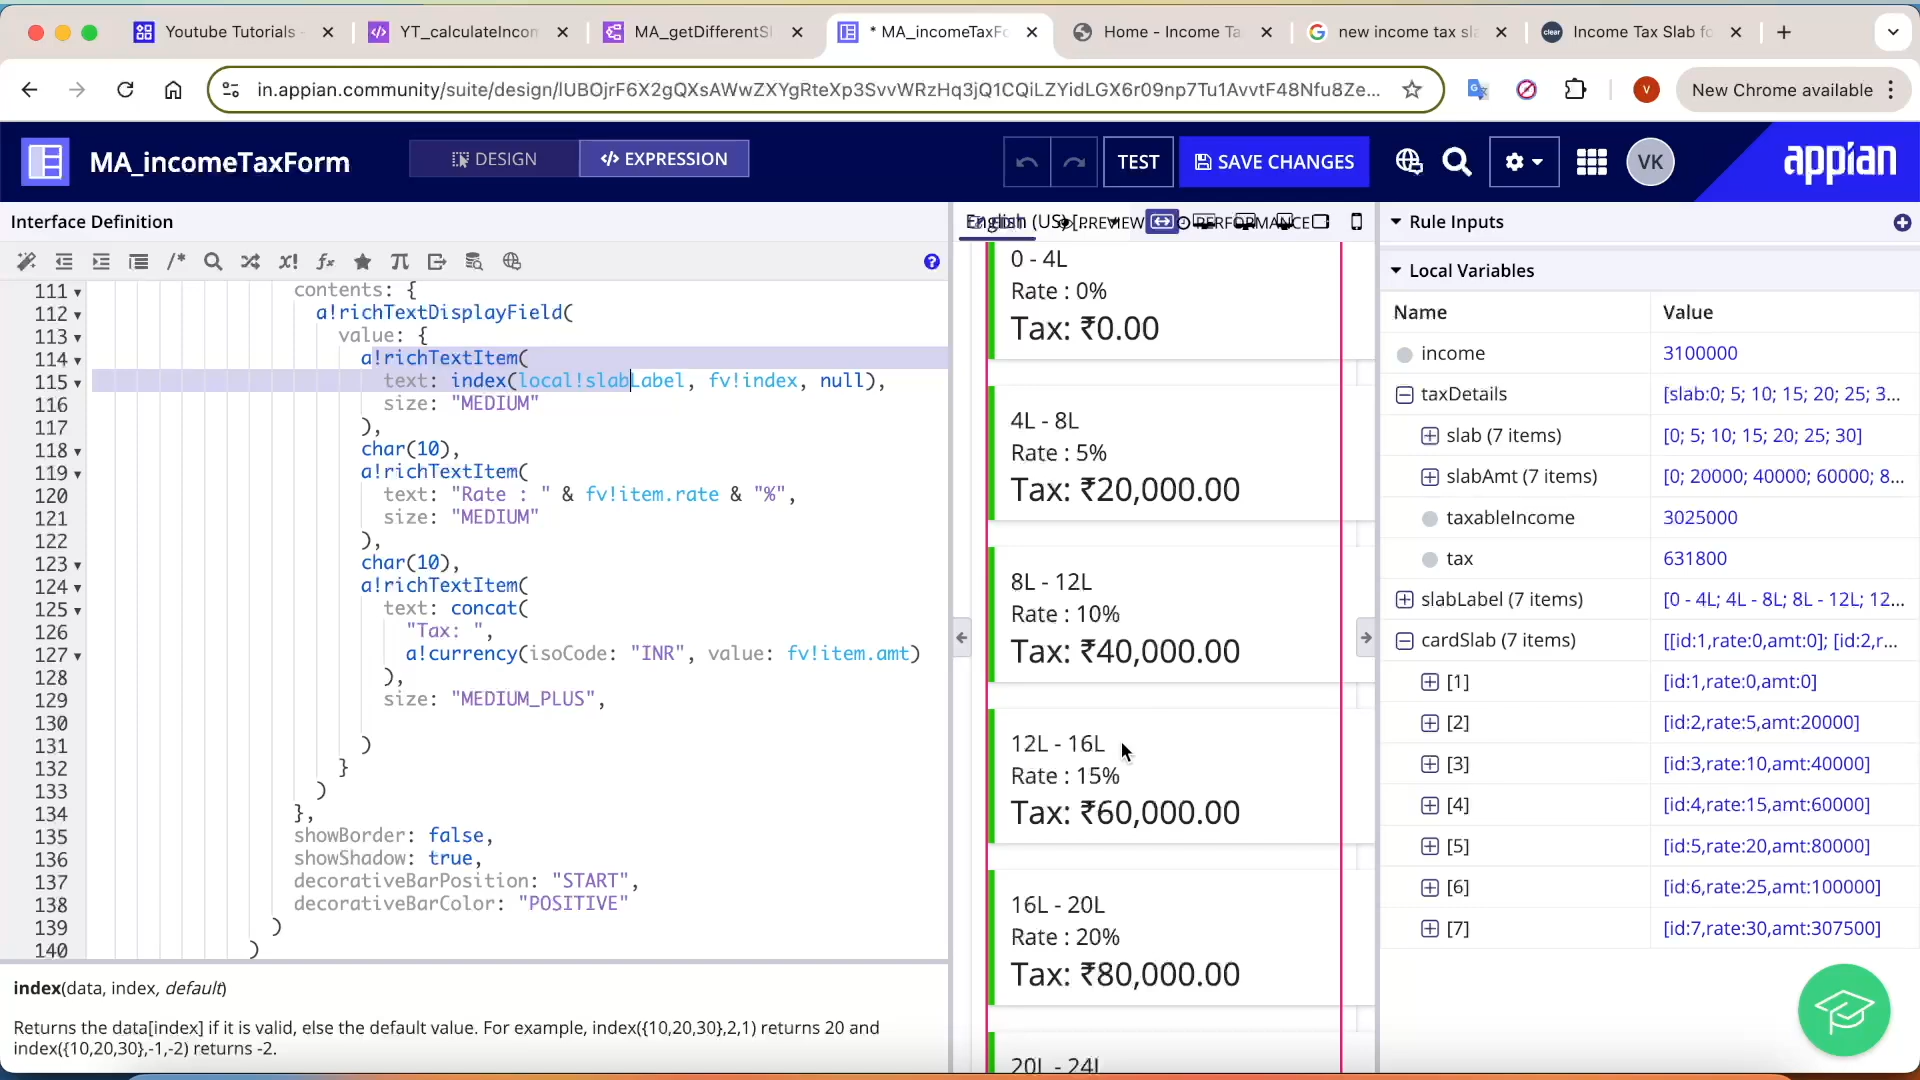 Youtube Tutorials
YT_calculateIncon
MA_getDifferentSl
* MA_incomeTaxFo
Home - Income Ta
new income tax sla
Income Tax Slab fo
in.appian.community/suite/design/lUBOjrF6X2gQXsAWwZXYgRteXp3SvvWRzHq3jQ1CQiLZYidLGX6r09np7Tu1AvvtF48Nfu8Ze...
V
New Chrome available
MA_incomeTaxForm
DESIGN
</> EXPRESSION
TEST
SAVE CHANGES
VK
appian
Interface Definition
English (US) [
PREVIEW
PERFORMANCE
Rule Inputs
111 contents: {
112 a!richTextDisplayField(
113 value: {
114 a!richTextItem(
115 text: index(local!slabLabel, fv!index, null),
116 size: "MEDIUM"
117 ),
118 char(10),
119 a!richTextItem(
120 text: "Rate : " & fv!item.rate & "%",
121 size: "MEDIUM"
122 ),
123 char(10),
124 a!richTextItem(
125 text: concat(
126 "Tax: ",
127 a!currency(isoCode: "INR", value: fv!item.amt)
128 ),
129 size: "MEDIUM_PLUS",
130
131 )
132 }
133 )
134 },
135 showBorder: false,
136 showShadow: true,
137 decorativeBarPosition: "START",
138 decorativeBarColor: "POSITIVE"
139 )
140 )
index(data, index, default)
Returns the data[index] if it is valid, else the default value. For example, index({10,20,30},2,1) returns 20 and
index({10,20,30},-1,-2) returns -2.
0 - 4L
Rate : 0%
Tax: ₹0.00
4L - 8L
Rate : 5%
Tax: ₹20,000.00
8L - 12L
Rate : 10%
Tax: ₹40,000.00
12L - 16L
Rate : 15%
Tax: ₹60,000.00
16L - 20L
Rate : 20%
Tax: ₹80,000.00
20L - 24L
Local Variables
Name Value
income 3100000
taxDetails [slab:0; 5; 10; 15; 20; 25; 3...
slab (7 items) [0; 5; 10; 15; 20; 25; 30]
slabAmt (7 items) [0; 20000; 40000; 60000; 8...
taxableIncome 3025000
tax 631800
slabLabel (7 items) [0 - 4L; 4L - 8L; 8L - 12L; 12...
cardSlab (7 items) [[id:1,rate:0,amt:0]; [id:2,r...
[1] [id:1,rate:0,amt:0]
[2] [id:2,rate:5,amt:20000]
[3] [id:3,rate:10,amt:40000]
[4] [id:4,rate:15,amt:60000]
[5] [id:5,rate:20,amt:80000]
[6] [id:6,rate:25,amt:100000]
[7] [id:7,rate:30,amt:307500]